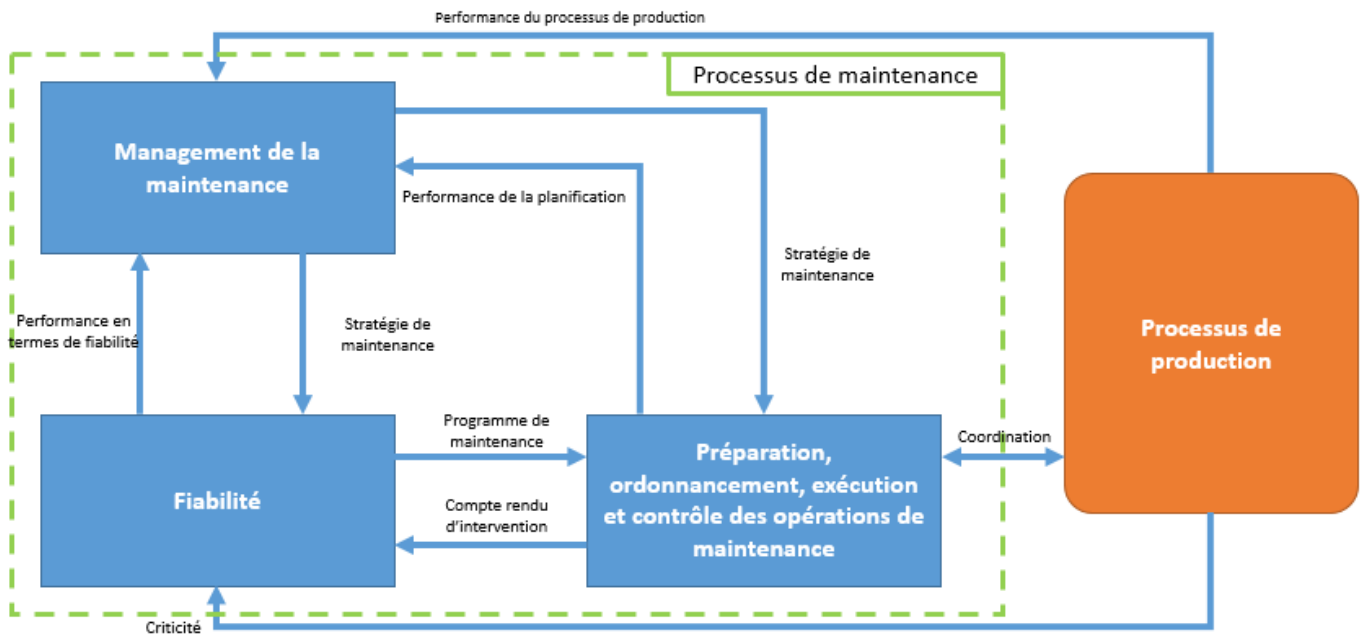 Performance du processus de production
Processus de maintenance
Management de la
maintenance
Performance de la planification
Stratégie de
maintenance
Performance en
termes de fiabilité
Stratégie de
maintenance
Processus de
production
Fiabilité
Programme de
maintenance
Compte rendu
d'intervention
Préparation,
ordonnancement, exécution
et contrôle des opérations de
maintenance
Coordination
Criticité